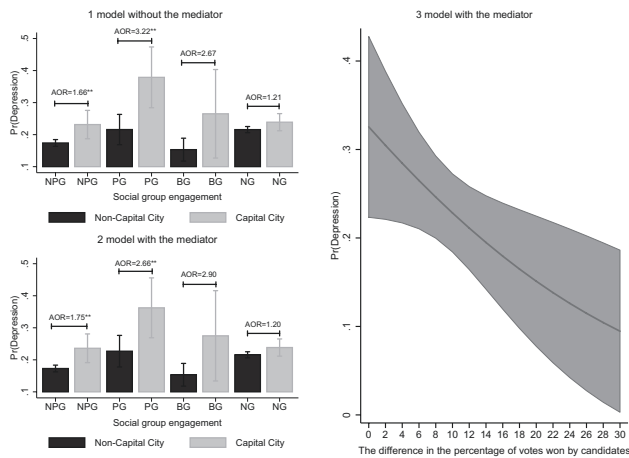 1 model without the mediator
Pr(Depression)
.1 .2 .3 .4 .5
AOR=1.66**
AOR=3.22**
AOR=2.67
AOR=1.21
NPG NPG PG PG BG BG NG NG
Social group engagement
Non-Capital City Capital City
2 model with the mediator
Pr(Depression)
.1 .2 .3 .4 .5
AOR=1.75**
AOR=2.66**
AOR=2.90
AOR=1.20
NPG NPG PG PG BG BG NG NG
Social group engagement
Non-Capital City Capital City
3 model with the mediator
Pr(Depression)
0 .1 .2 .3 .4
0 2 4 6 8 10 12 14 16 18 20 22 24 26 28 30
The difference in the percentage of votes won by candidates